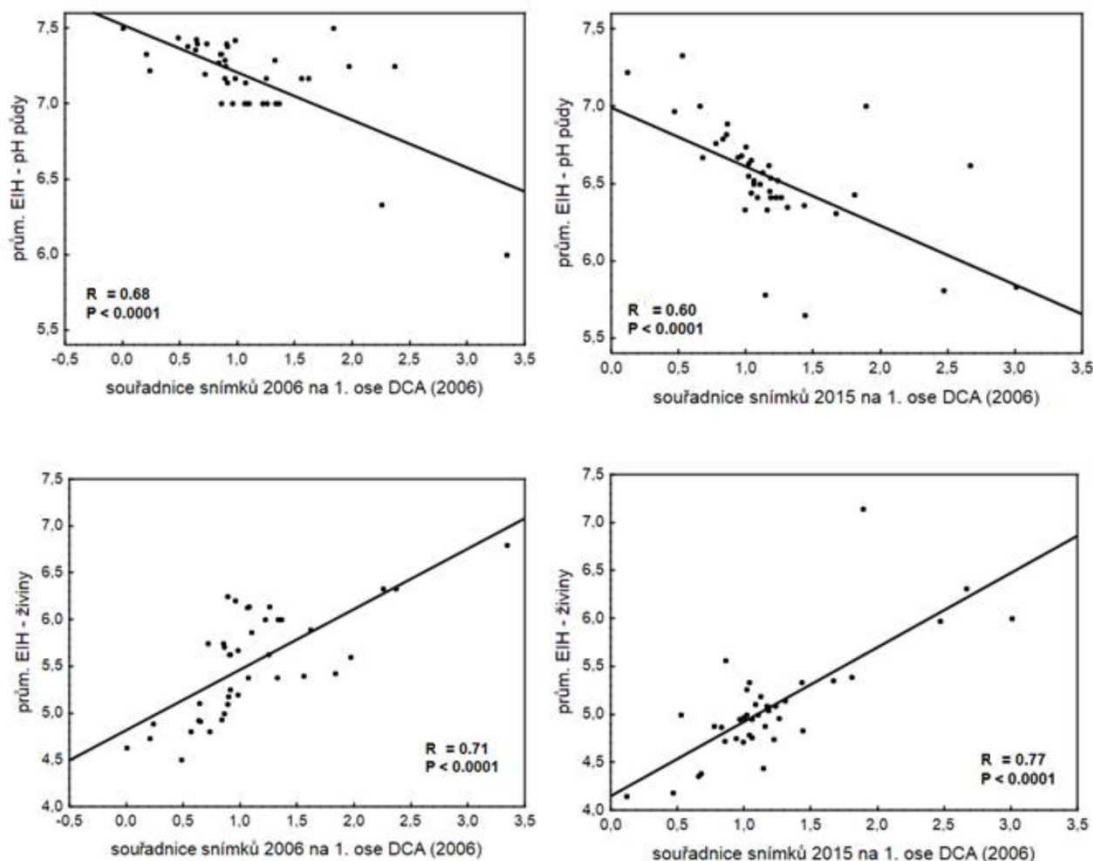 prům. EIH - pH půdy
7.5
7.0
6.5
6.0
5.5
R = 0.68
P < 0.0001
-0,5 0,0 0,5 1,0 1,5 2,0 2,5 3,0 3,5
souřadnice snímků 2006 na 1. ose DCA (2006)
prům. EIH - pH půdy
7.5
7.0
6.5
6.0
5.5
R = 0.60
P < 0.0001
0,0 0,5 1,0 1,5 2,0 2,5 3,0 3,5
souřadnice snímků 2015 na 1. ose DCA (2006)
prům. EIH - živiny
7,5
7,0
6,5
6,0
5,5
5,0
4,5
4,0
R = 0.71
P < 0.0001
-0,5 0,0 0,5 1,0 1,5 2,0 2,5 3,0 3,5
souřadnice snímků 2006 na 1. ose DCA (2006)
prům. EIH - živiny
7,5
7,0
6,5
6,0
5,5
5,0
4,5
4,0
R = 0.77
P < 0.0001
0,0 0,5 1,0 1,5 2,0 2,5 3,0 3,5
souřadnice snímků 2015 na 1. ose DCA (2006)